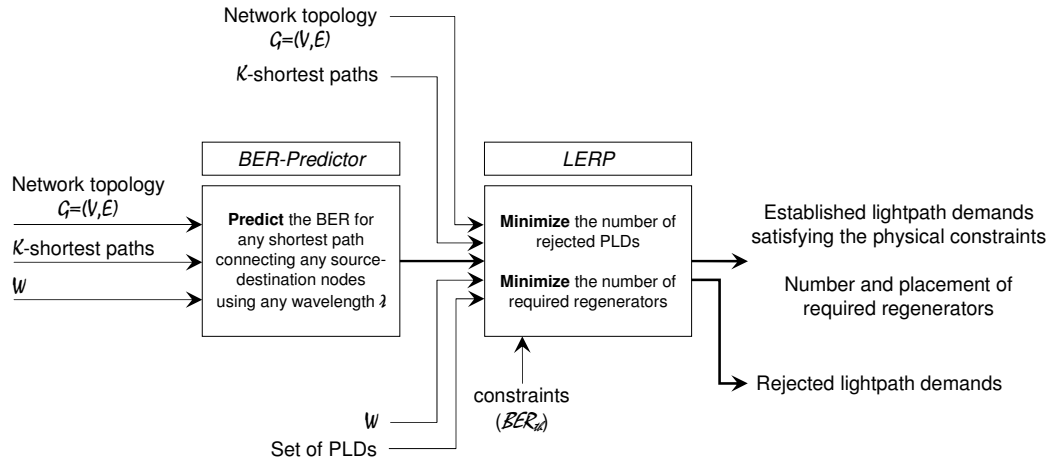 Network topology
G=(V,E)
K-shortest paths
BER-Predictor
LERP
Network topology
G=(V,E)
K-shortest paths
W
Predict the BER for
any shortest path
connecting any source-
destination nodes
using any wavelength λ
Minimize the number of
rejected PLDs
Minimize the number of
required regenerators
Established lightpath demands
satisfying the physical constraints
Number and placement of
required regenerators
Rejected lightpath demands
constraints
(BERth)
W
Set of PLDs